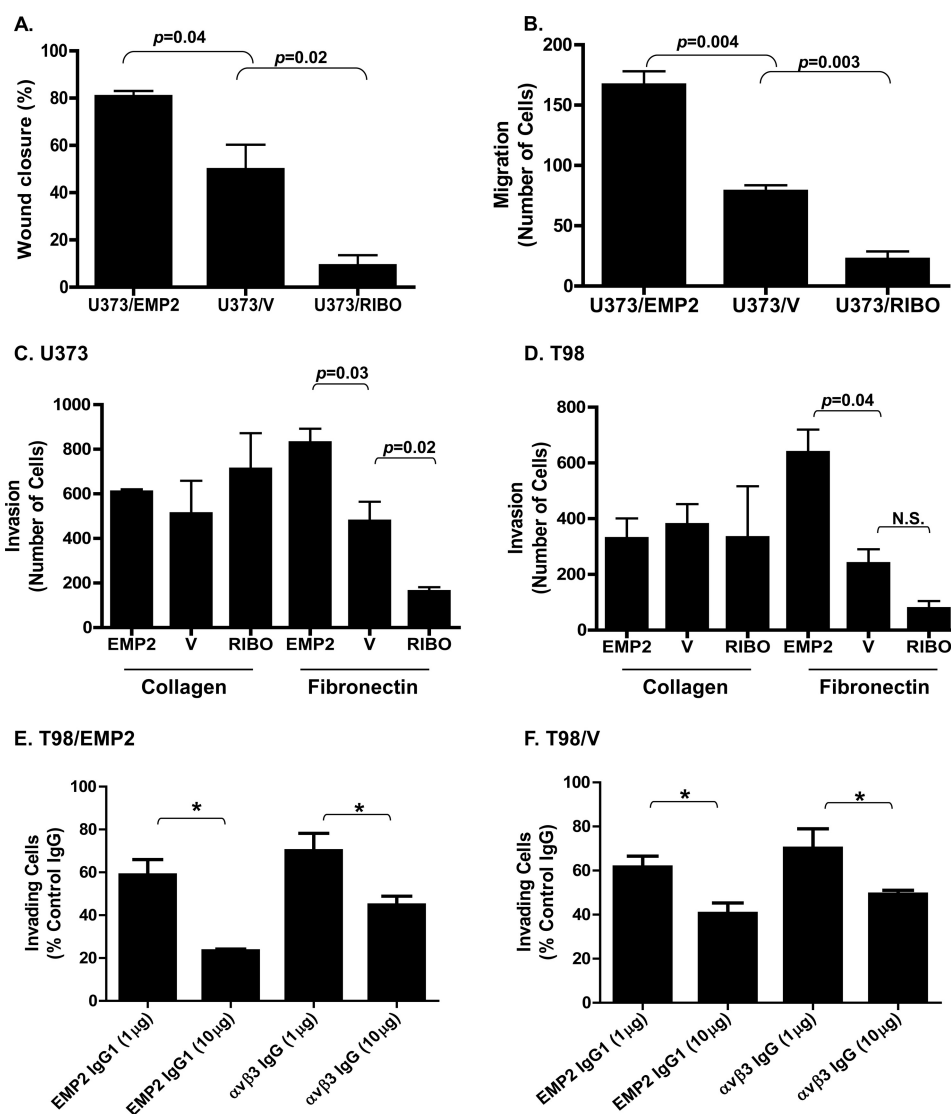 A.
p=0.04
p=0.02
Wound closure (%)
100
80
60
40
20
0
U373/EMP2 U373/V U373/RIBO
B.
p=0.004
p=0.003
Migration
(Number of Cells)
200
150
100
50
0
U373/EMP2 U373/V U373/RIBO
C. U373
p=0.03
p=0.02
Invasion
(Number of Cells)
1000
800
600
400
200
0
EMP2 V RIBO EMP2 V RIBO
Collagen Fibronectin
D. T98
p=0.04
N.S.
Invasion
(Number of Cells)
800
600
400
200
0
EMP2 V RIBO EMP2 V RIBO
Collagen Fibronectin
E. T98/EMP2
* *
Invading Cells
(% Control IgG)
100
80
60
40
20
0
EMP2 IgG1 (1μg)
EMP2 IgG1 (10μg)
αvβ3 IgG (1μg)
αvβ3 IgG (10μg)
F. T98/V
* *
Invading Cells
(% Control IgG)
100
80
60
40
20
0
EMP2 IgG1 (1μg)
EMP2 IgG1 (10μg)
αvβ3 IgG (1μg)
αvβ3 IgG (10μg)